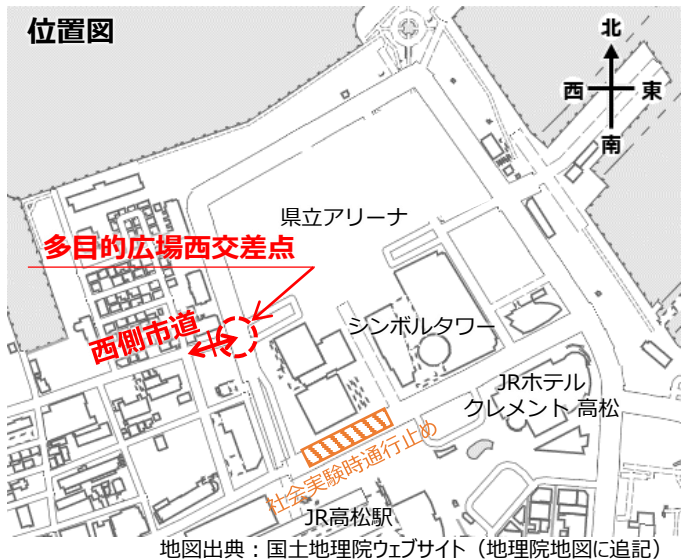 位置図
北
西
東
南
県立アリーナ
多目的広場西交差点
西側市道
シンボルタワー
JRホテル
クレメント 高松
社会実験時通行止め
JR高松駅
地図出典：国土地理院ウェブサイト（地理院地図に追記）